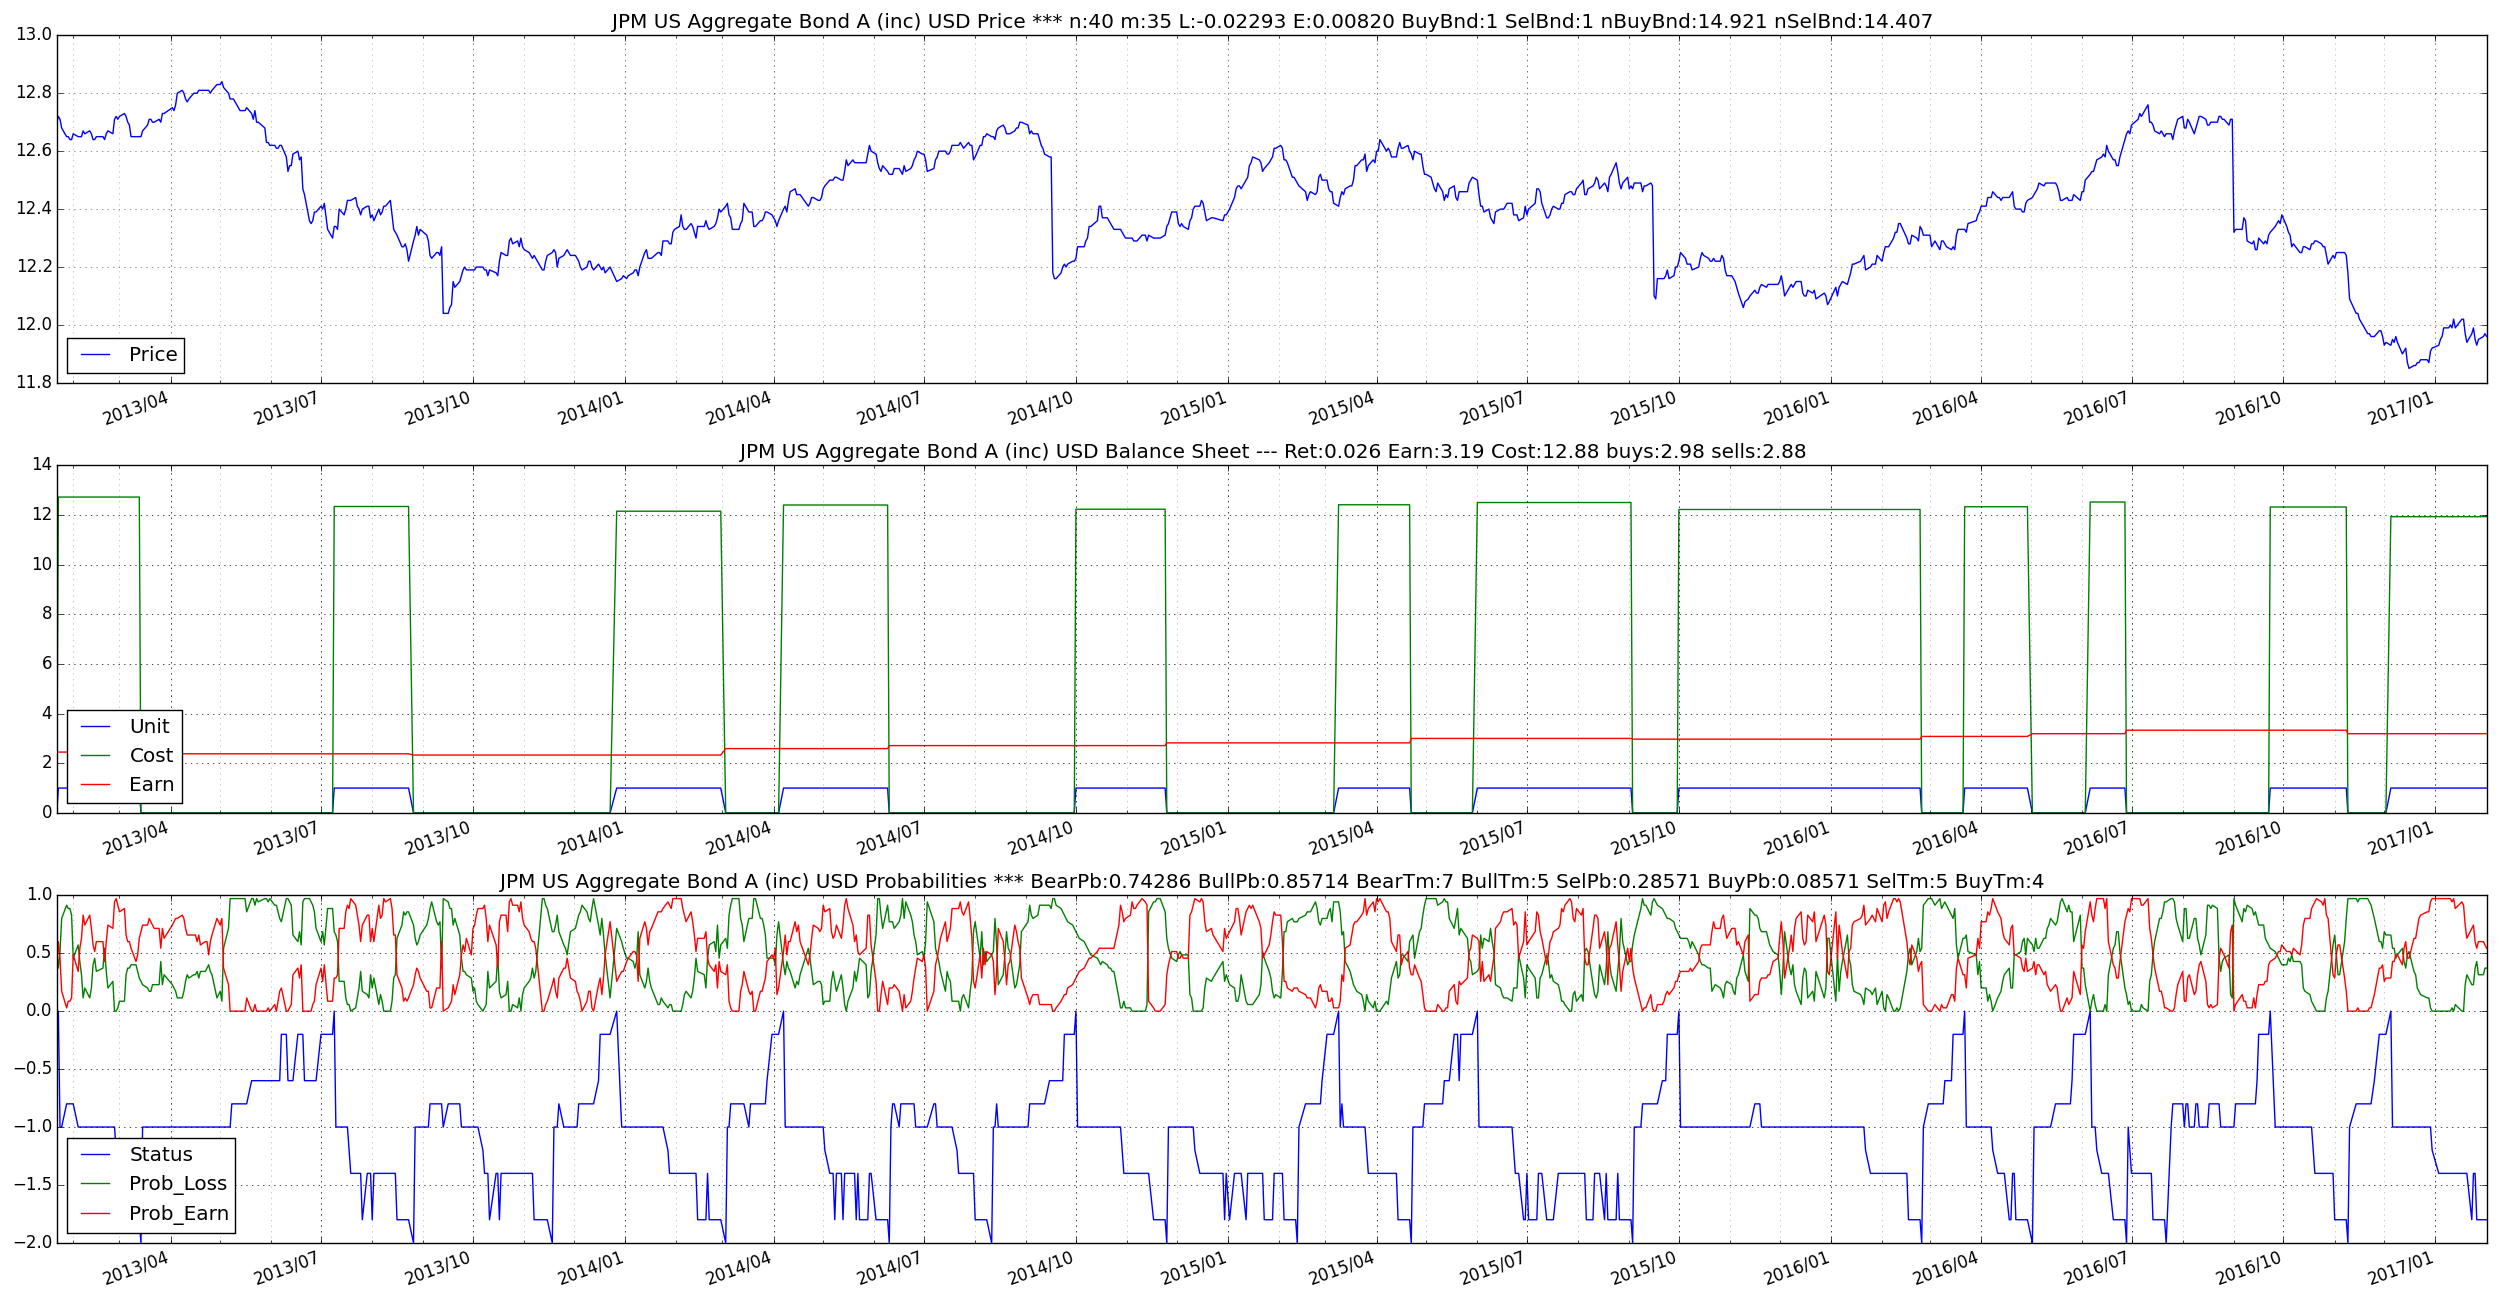 JPM US Aggregate Bond A (inc) USD Price *** n:40 m:35 L:-0.02293 E:0.00820 BuyBnd:1 SelBnd:1 nBuyBnd:14.921 nSelBnd:14.407
13.0
12.8
12.6
12.4
12.2
12.0
11.8
Price
2013/04 2013/07 2013/10 2014/01 2014/04 2014/07 2014/10 2015/01 2015/04 2015/07 2015/10 2016/01 2016/04 2016/07 2016/10 2017/01
JPM US Aggregate Bond A (inc) USD Balance Sheet --- Ret:0.026 Earn:3.19 Cost:12.88 buys:2.98 sells:2.88
14
12
10
8
6
4
2
0
Unit
Cost
Earn
2013/04 2013/07 2013/10 2014/01 2014/04 2014/07 2014/10 2015/01 2015/04 2015/07 2015/10 2016/01 2016/04 2016/07 2016/10 2017/01
JPM US Aggregate Bond A (inc) USD Probabilities *** BearPb:0.74286 BullPb:0.85714 BearTm:7 BullTm:5 SelPb:0.28571 BuyPb:0.08571 SelTm:5 BuyTm:4
1.0
0.5
0.0
−0.5
−1.0
−1.5
−2.0
Status
Prob_Loss
Prob_Earn
2013/04 2013/07 2013/10 2014/01 2014/04 2014/07 2014/10 2015/01 2015/04 2015/07 2015/10 2016/01 2016/04 2016/07 2016/10 2017/01